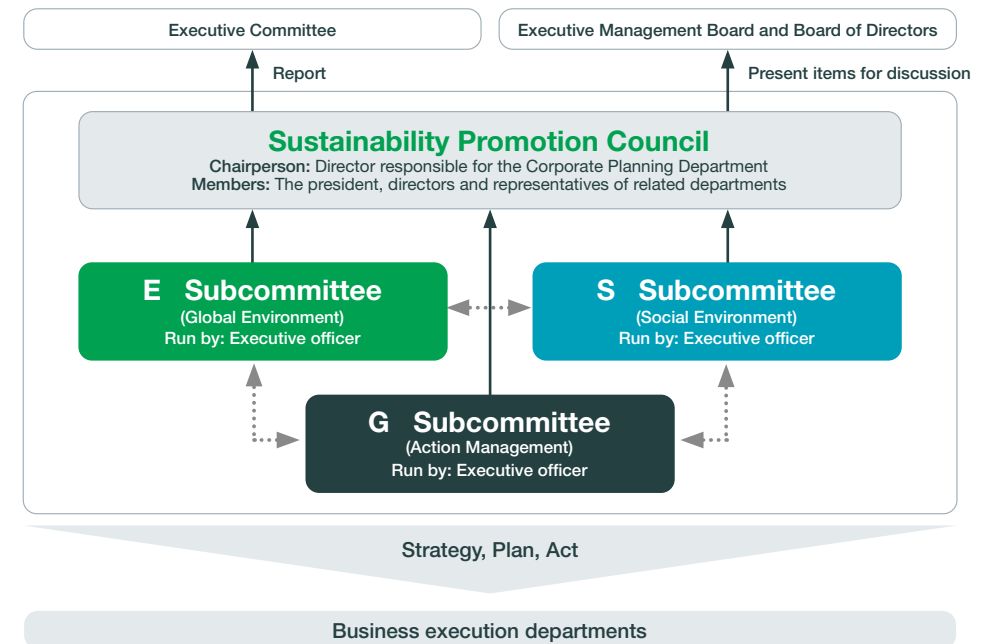 Executive Committee
Executive Management Board and Board of Directors
Report
Present items for discussion
Sustainability Promotion Council
Chairperson: Director responsible for the Corporate Planning Department
Members: The president, directors and representatives of related departments
E Subcommittee
(Global Environment)
Run by: Executive officer
S Subcommittee
(Social Environment)
Run by: Executive officer
G Subcommittee
(Action Management)
Run by: Executive officer
Strategy, Plan, Act
Business execution departments